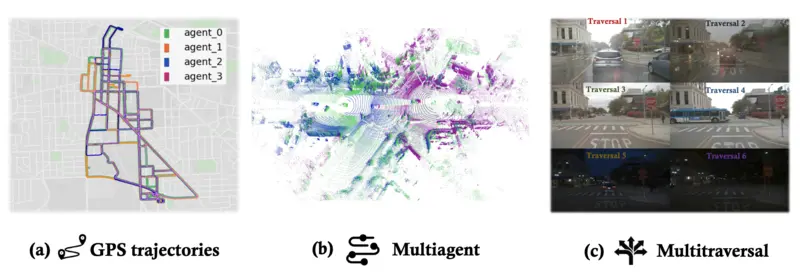 agent_0
agent_1
agent_2
agent_3
Traversal 1
Traversal 2
Traversal 3
Traversal 4
STOP
STOP
Traversal 5
Traversal 6
(a) GPS trajectories
(b) Multiagent
(c) Multitraversal